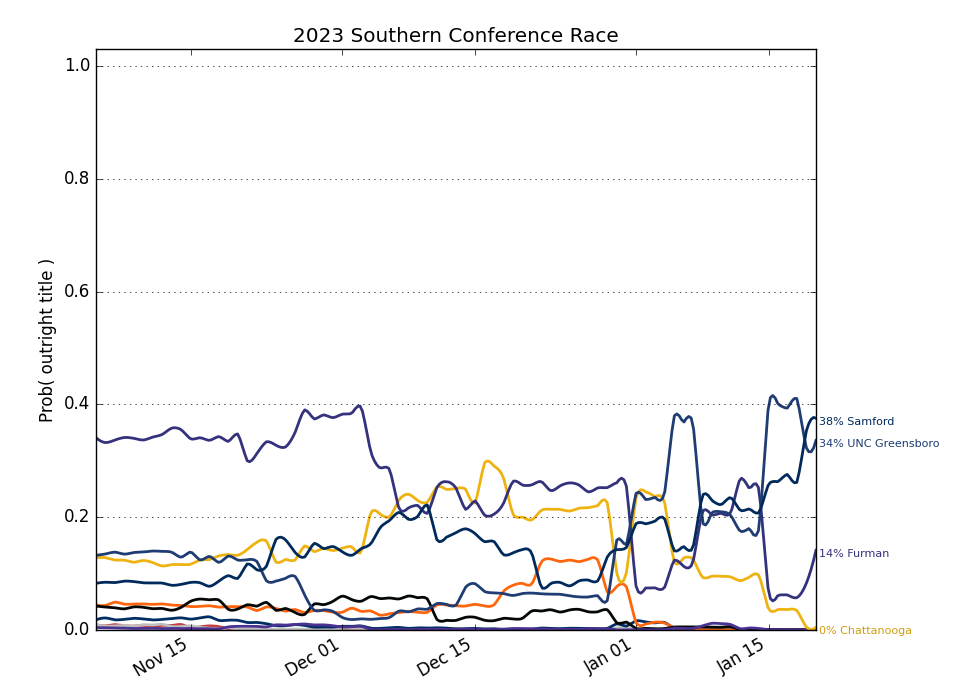 2023 Southern Conference Race
1.0
0.8
0.6
0.4
0.2
0.0
Prob( outright title )
38% Samford
34% UNC Greensboro
14% Furman
0% Chattanooga
Nov 15
Dec 01
Dec 15
Jan 01
Jan 15